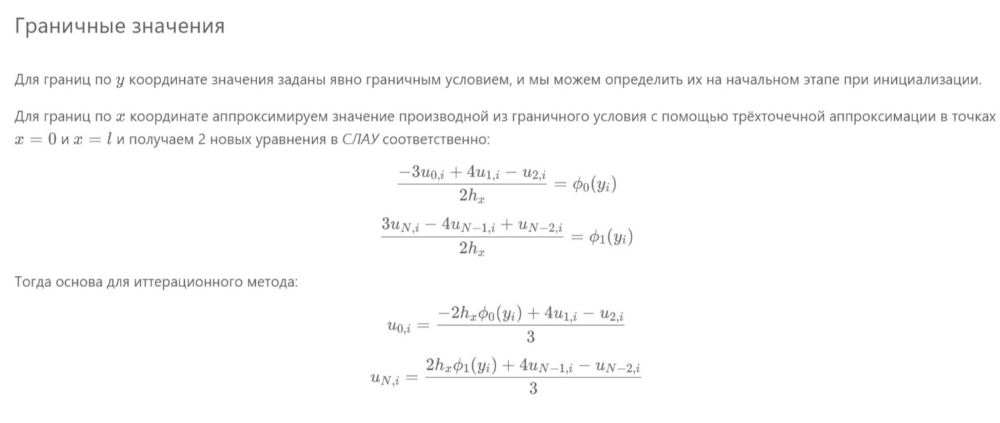 Граничные значения
Для границ по y координате значения заданы явно граничным условием, и мы можем определить их на начальном этапе при инициализации.
Для границ по x координате аппроксимируем значение производной из граничного условия с помощью трёхточечной аппроксимации в точках
x = 0 и x = l и получаем 2 новых уравнения в СЛАУ соответственно:
\frac{-3u_{0,i} + 4u_{1,i} - u_{2,i}}{2h_x} = \phi_0(y_i)
\frac{3u_{N,i} - 4u_{N-1,i} + u_{N-2,i}}{2h_x} = \phi_1(y_i)
Тогда основа для иттерационного метода:
u_{0,i} = \frac{-2h_x\phi_0(y_i) + 4u_{1,i} - u_{2,i}}{3}
u_{N,i} = \frac{2h_x\phi_1(y_i) + 4u_{N-1,i} - u_{N-2,i}}{3}